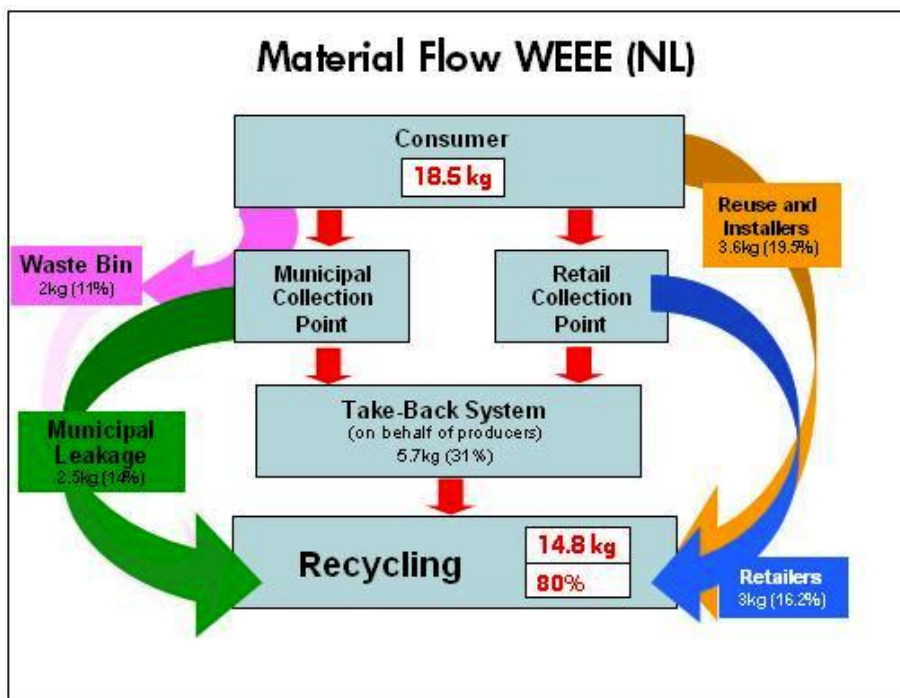 Material Flow WEEE (NL)
Consumer
18.5 kg
Reuse and
Installers
3.6kg (19.5%)
Waste Bin
2kg (11%)
Municipal
Collection
Point
Retail
Collection
Point
Take-Back System
(on behalf of producers)
5.7kg (31%)
Municipal
Leakage
2.5kg (14%)
Recycling
14.8 kg
80%
Retailers
3kg (16.2%)